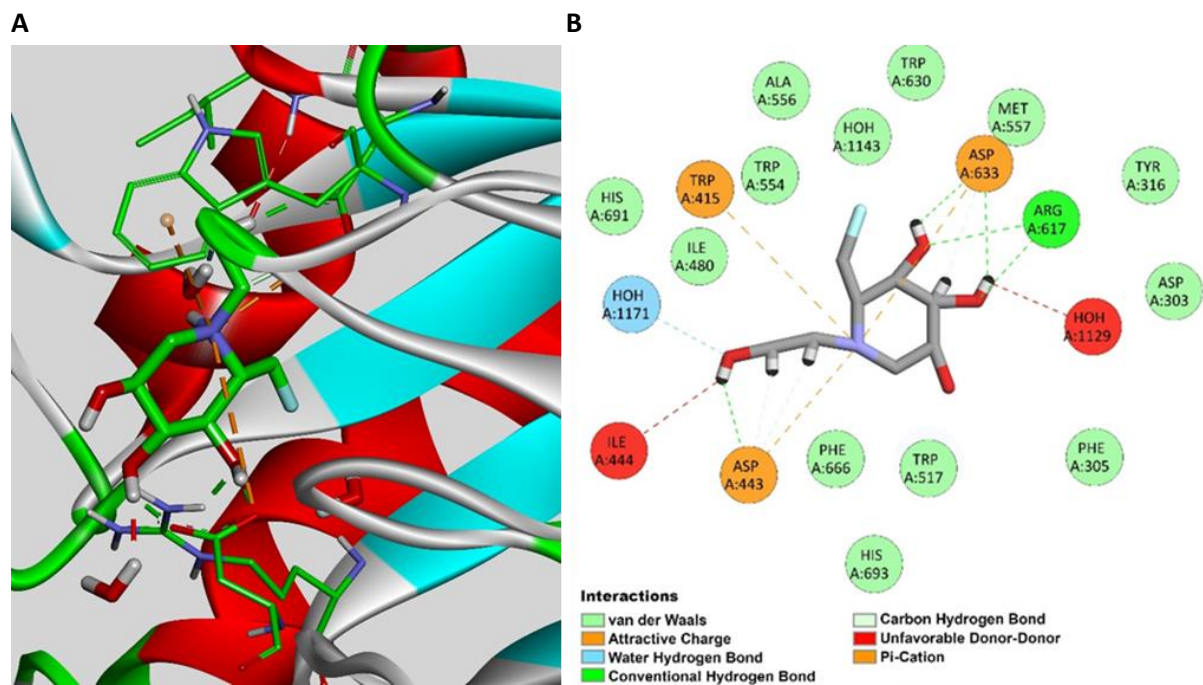 A
B
TRP
A:630
ALA
A:556
MET
A:557
HOH
A:1143
ASP
A:633
TRP
A:554
TYR
A:316
TRP
A:415
HIS
A:691
ARG
A:617
ILE
A:480
ASP
A:303
HOH
A:1171
HOH
A:1129
ILE
A:444
PHE
A:666
TRP
A:517
PHE
A:305
ASP
A:443
HIS
A:693
Interactions
van der Waals
Attractive Charge
Water Hydrogen Bond
Conventional Hydrogen Bond
Carbon Hydrogen Bond
Unfavorable Donor-Donor
Pi-Cation